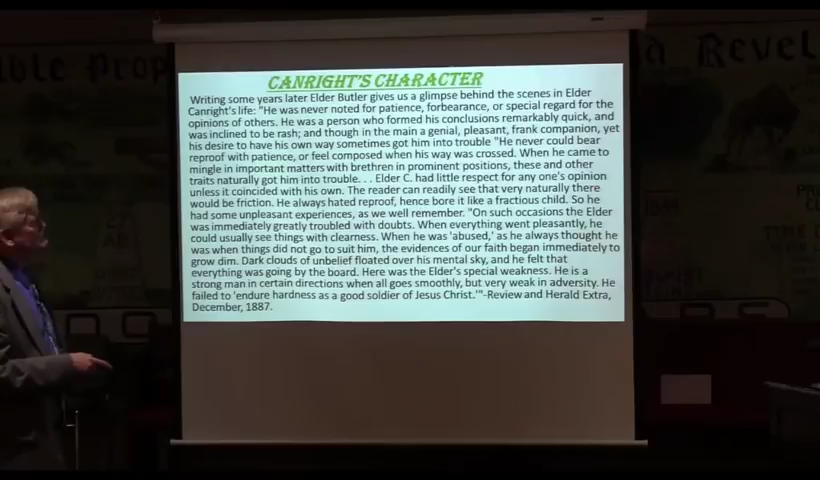 CANRIGHT'S CHARACTER
Writing some years later Elder Butler gives us a glimpse behind the scenes in Elder
Canright's life: "He was never noted for patience, forbearance, or special regard for the
opinions of others. He was a person who formed his conclusions remarkably quick, and
was inclined to be rash; and though in the main a genial, pleasant, frank companion, yet
his desire to have his own way sometimes got him into trouble "He never could bear
reproof with patience, or feel composed when his way was crossed. When he came to
mingle in important matters with brethren in prominent positions, these and other
traits naturally got him into trouble. . . Elder C. had little respect for any one's opinion
unless it coincided with his own. The reader can readily see that very naturally there
would be friction. He always hated reproof, hence bore it like a fractious child. So he
had some unpleasant experiences, as we well remember. "On such occasions the Elder
was immediately greatly troubled with doubts. When everything went pleasantly, he
could usually see things with clearness. When he was 'abused,' as he always thought he
was when things did not go to suit him, the evidences of our faith began immediately to
grow dim. Dark clouds of unbelief floated over his mental sky, and he felt that
everything was going by the board. Here was the Elder's special weakness. He is a
strong man in certain directions when all goes smoothly, but very weak in adversity. He
failed to 'endure hardness as a good soldier of Jesus Christ.'"-Review and Herald Extra,
December, 1887.